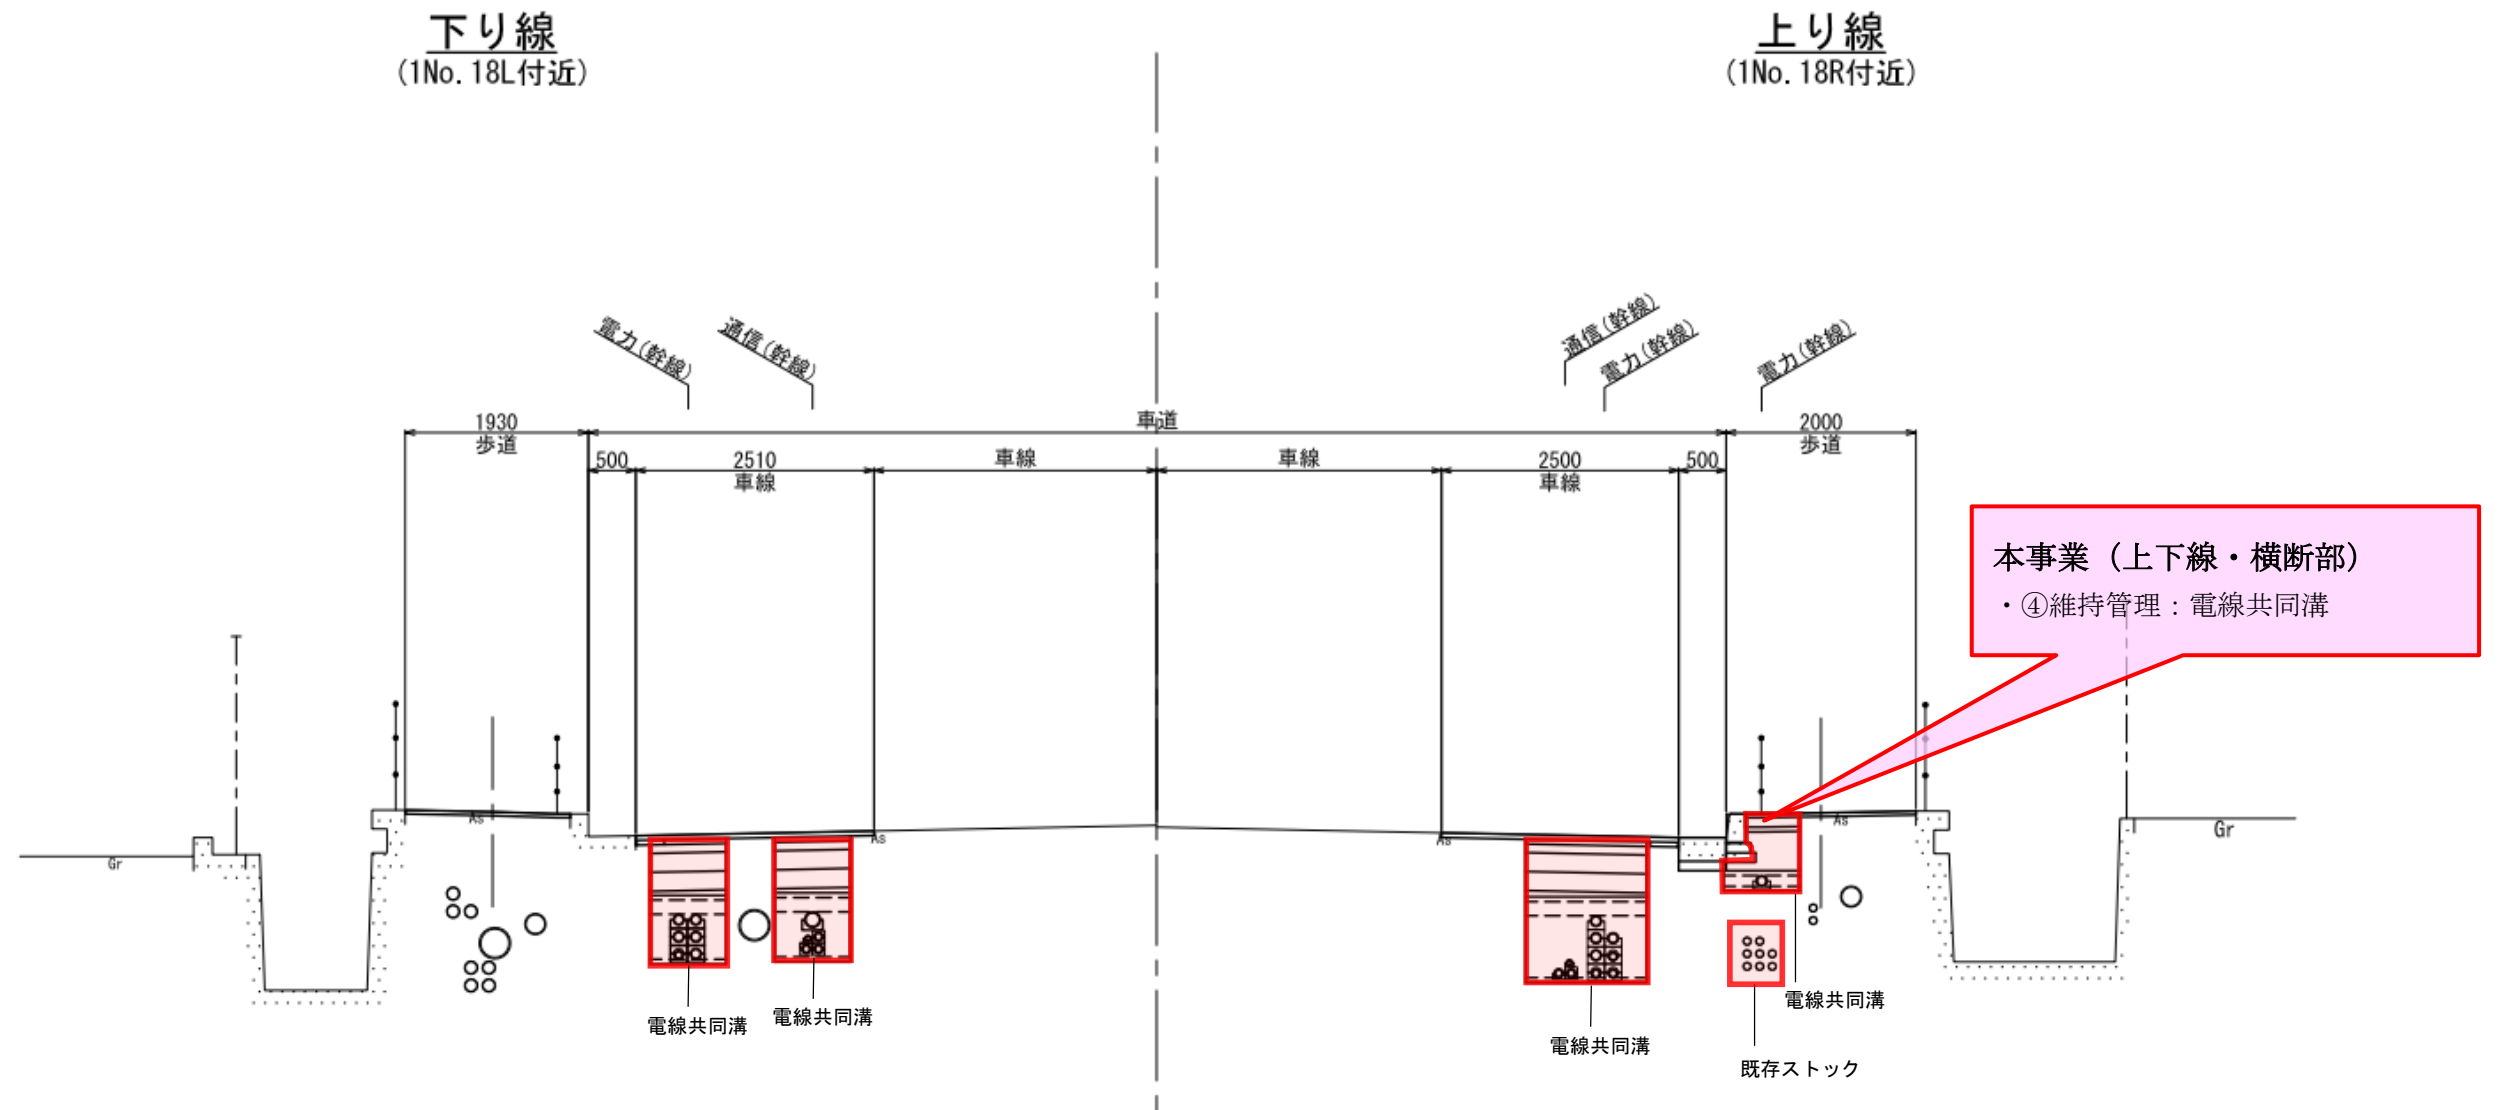 下り線
(1No.18L付近)
上り線
(1No.18R付近)
電力(幹線)
通信(幹線)
通信(幹線)
電力(幹線)
電力(幹線)
1930
歩道
車道
2000
歩道
500
2510
車線
車線
車線
2500
車線
500
本事業（上下線・横断部）
・④維持管理：電線共同溝
As
As
As
As
Gr
Gr
電線共同溝
電線共同溝
電線共同溝
電線共同溝
既存ストック